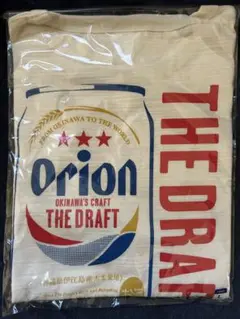 FROM OKINAWA TO THE WORLD
Orion
OKINAWA'S CRAFT
THE DRAFT
THE DRAF